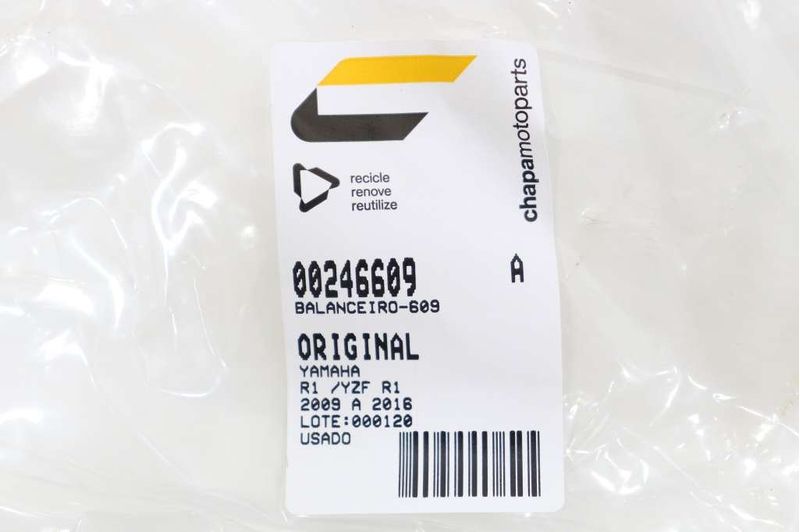 chapamotoparts
recicle
renove
reutilize
00246609
A
BALANCEIRO-609
ORIGINAL
YAMAHA
R1 /YZF R1
2009 A 2016
LOTE:000120
USADO